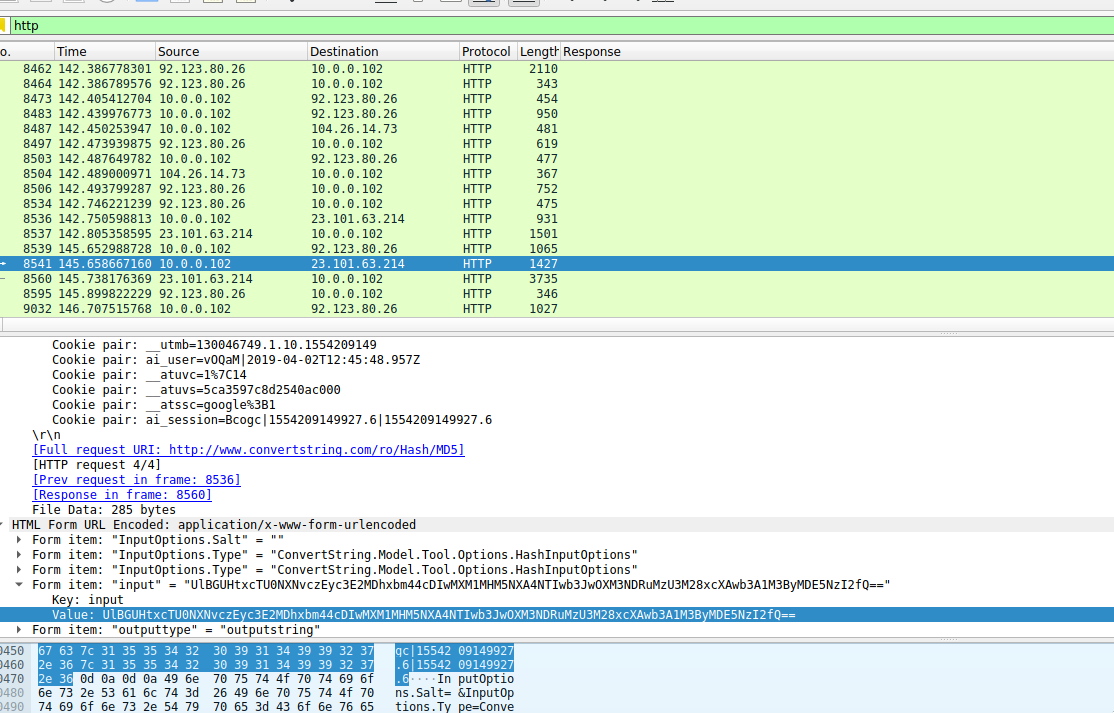 http
o. Time Source Destination Protocol Length Response
8462 142.386778301 92.123.80.26 10.0.0.102 HTTP 2110
8464 142.386789576 92.123.80.26 10.0.0.102 HTTP 343
8473 142.405412704 10.0.0.102 92.123.80.26 HTTP 454
8483 142.439976773 10.0.0.102 92.123.80.26 HTTP 950
8487 142.450253947 10.0.0.102 104.26.14.73 HTTP 481
8497 142.473939875 92.123.80.26 10.0.0.102 HTTP 619
8503 142.487649782 10.0.0.102 92.123.80.26 HTTP 477
8504 142.489000971 104.26.14.73 10.0.0.102 HTTP 367
8506 142.493799287 92.123.80.26 10.0.0.102 HTTP 752
8534 142.746221239 92.123.80.26 10.0.0.102 HTTP 475
8536 142.750598813 10.0.0.102 23.101.63.214 HTTP 931
8537 142.805358595 23.101.63.214 10.0.0.102 HTTP 1501
8539 145.652988728 10.0.0.102 92.123.80.26 HTTP 1065
8541 145.658667160 10.0.0.102 23.101.63.214 HTTP 1427
8560 145.738176369 23.101.63.214 10.0.0.102 HTTP 3735
8595 145.899822229 92.123.80.26 10.0.0.102 HTTP 346
9032 146.707515768 10.0.0.102 92.123.80.26 HTTP 1027
Cookie pair: __utmb=130046749.1.10.1554209149
Cookie pair: ai_user=vOQaM|2019-04-02T12:45:48.957Z
Cookie pair: __atuvc=1%7C14
Cookie pair: __atuvs=5ca3597c8d2540ac000
Cookie pair: __atssc=google%3B1
Cookie pair: ai_session=Bcogc|1554209149927.6|1554209149927.6
\r\n
[Full request URI: http://www.convertstring.com/ro/Hash/MD5]
[HTTP request 4/4]
[Prev request in frame: 8536]
[Response in frame: 8560]
File Data: 285 bytes
HTML Form URL Encoded: application/x-www-form-urlencoded
Form item: "InputOptions.Salt" = ""
Form item: "InputOptions.Type" = "ConvertString.Model.Tool.Options.HashInputOptions"
Form item: "InputOptions.Type" = "ConvertString.Model.Tool.Options.HashInputOptions"
Form item: "input" = "UlBGUHtxcTU0NXNvczEyc3E2MDhxbm44cDIwMXM1MHM5NXA4NTIwb3JwOXM3NDRuMzU3M28xcXAwb3A1M3ByMDE5NzI2fQ=="
Key: input
Value: UlBGUHtxcTU0NXNvczEyc3E2MDhxbm44cDIwMXM1MHM5NXA4NTIwb3JwOXM3NDRuMzU3M28xcXAwb3A1M3ByMDE5NzI2fQ==
Form item: "outputtype" = "outputstring"
0450 67 63 7c 31 35 35 34 32 30 39 31 34 39 39 32 37 gc|15542 09149927
0460 2e 36 7c 31 35 35 34 32 30 39 31 34 39 39 32 37 .6|15542 09149927
0470 2e 36 0d 0a 0d 0a 49 6e 70 75 74 4f 70 74 69 6f .6····In putOptio
0480 6e 73 2e 53 61 6c 74 3d 26 49 6e 70 75 74 4f 70 ns.Salt= &InputOp
0490 74 69 6f 6e 73 2e 54 79 70 65 3d 43 6f 6e 76 65 tions.Ty pe=Conve